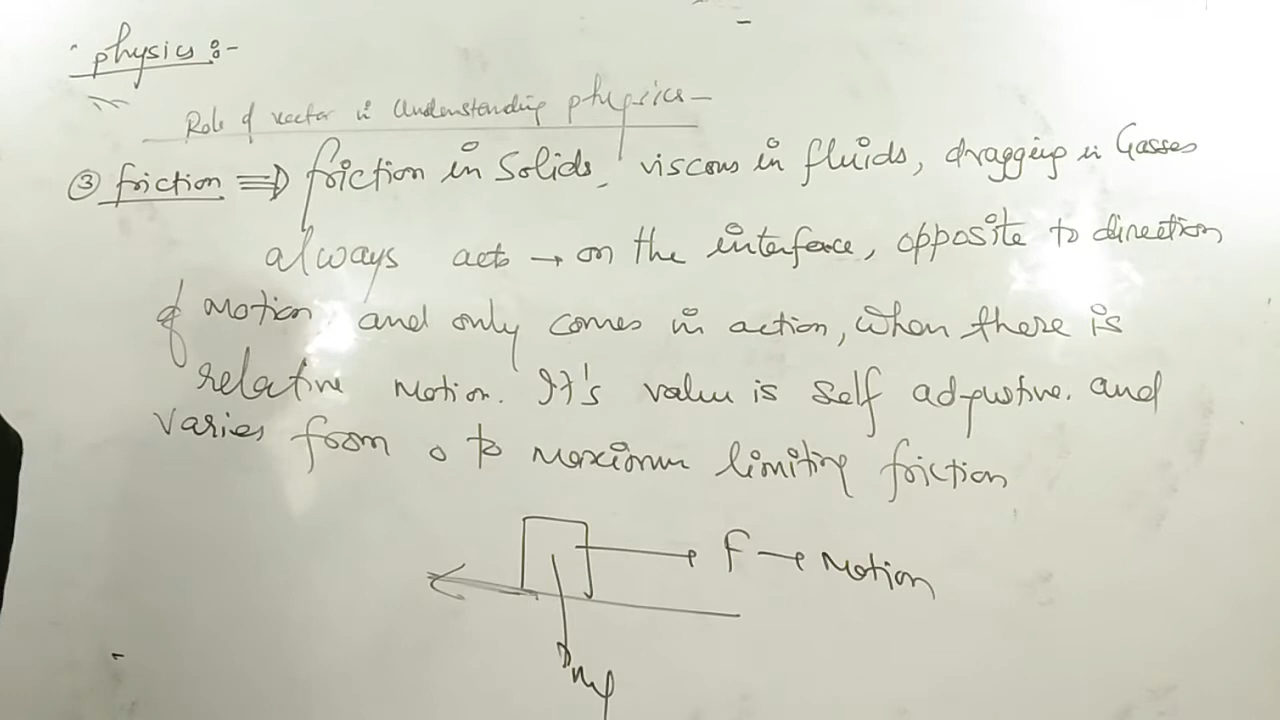 physics :-
Role of vector in Understanding physics -
③ friction ⇒ friction in Solids, viscous in fluids, dragging in Gasses
always acts → on the interface, opposite to direction
of motion and only comes in action, when there is
relative motion. It's value is self adjustive. and
varies from 0 to maximum limiting friction
F → Motion
mg